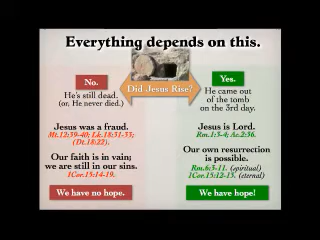 Everything depends on this.
Did Jesus Rise?
No.
He's still dead.
(or, He never died.)
Jesus was a fraud.
Mt.12:39-40; Lk.18:31-33;
(Dt.18:22).
Our faith is in vain;
we are still in our sins.
1Cor.15:14-19.
We have no hope.
Yes.
He came out
of the tomb
on the 3rd day.
Jesus is Lord.
Rm.1:3-4; Ac.2:36.
Our own resurrection
is possible.
Rm.6:3-11. (spiritual)
1Cor.15:12-15. (eternal)
We have hope!